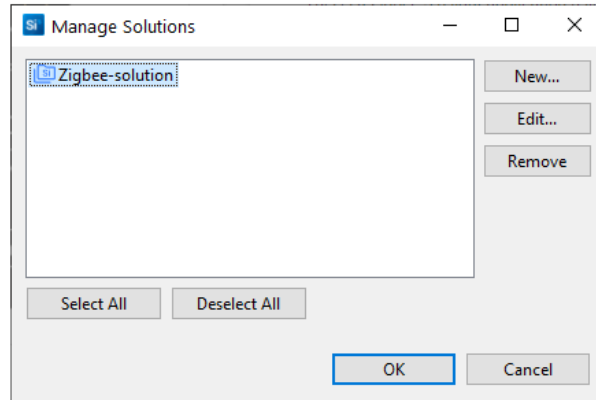 Si Manage Solutions
Zigbee-solution
New...
Edit...
Remove
Select All
Deselect All
OK
Cancel